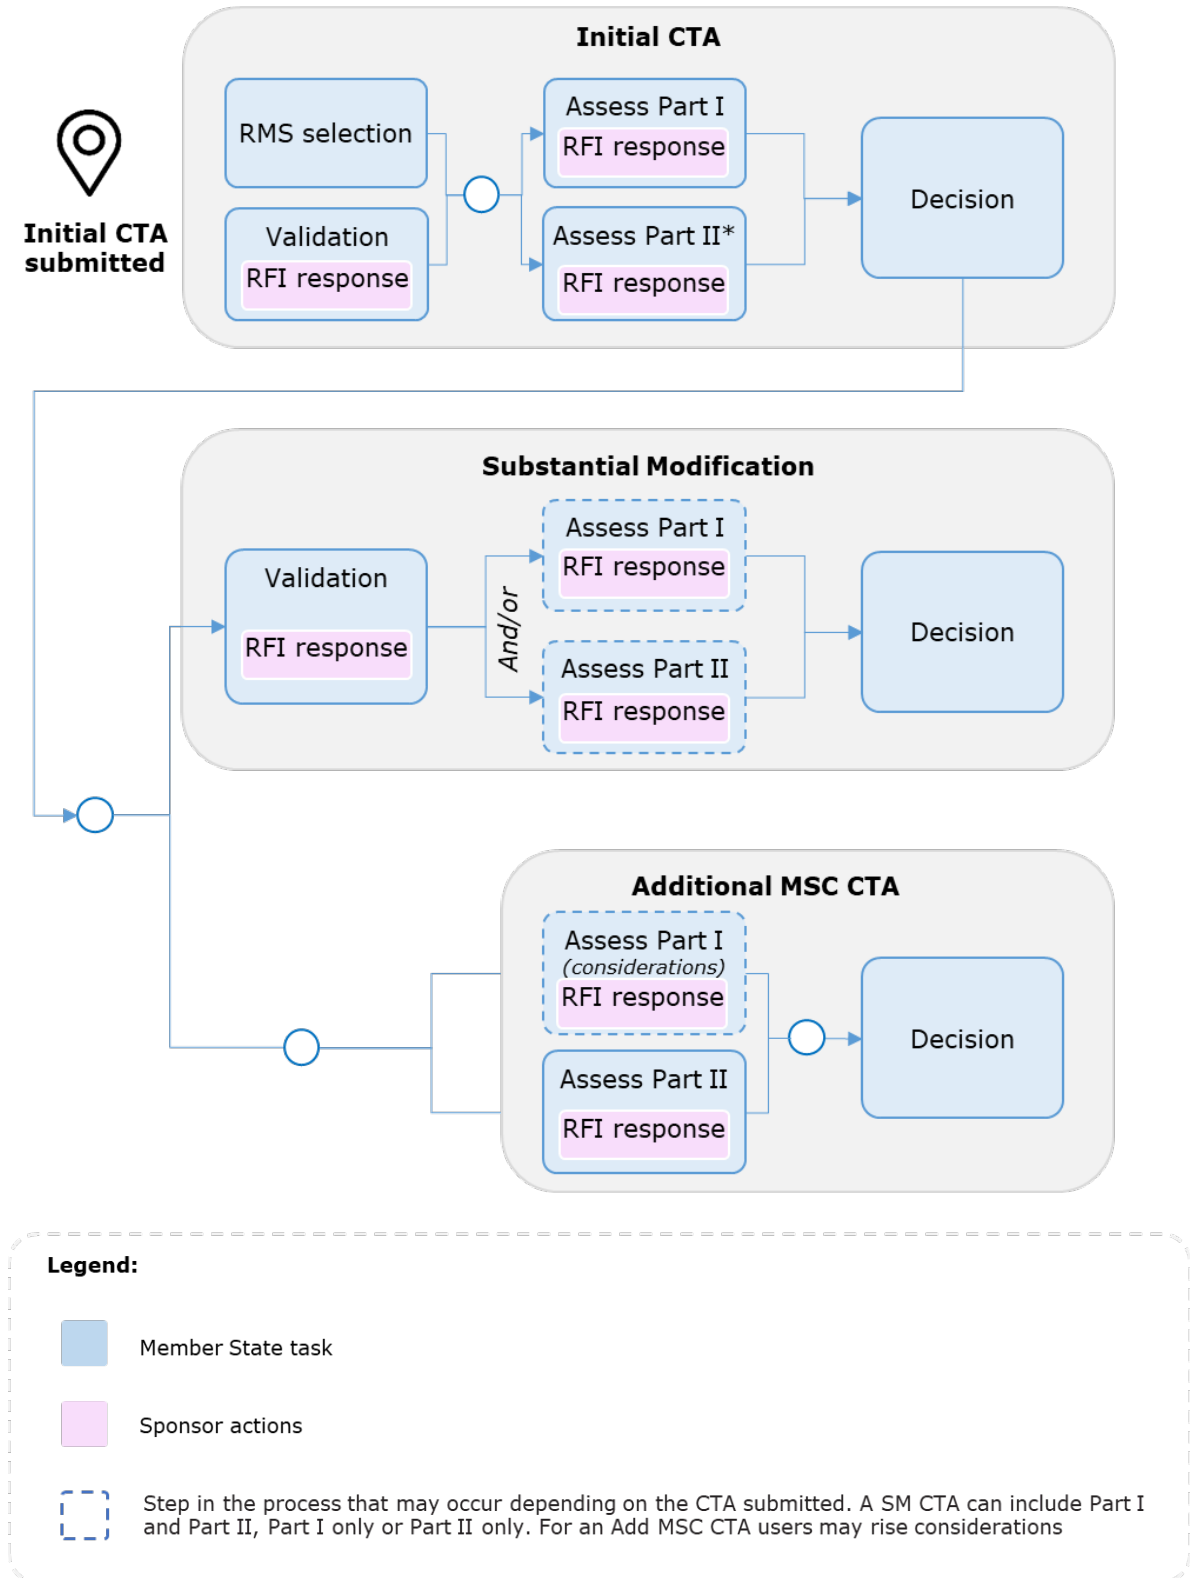 Initial CTA
Initial CTA
submitted
RMS selection
Validation
RFI response
Assess Part I
RFI response
Assess Part II*
RFI response
Decision
Substantial Modification
Validation
RFI response
And/or
Assess Part I
RFI response
Assess Part II
RFI response
Decision
Additional MSC CTA
Assess Part I
(considerations)
RFI response
Assess Part II
RFI response
Decision
Legend:
Member State task
Sponsor actions
Step in the process that may occur depending on the CTA submitted. A SM CTA can include Part I
and Part II, Part I only or Part II only. For an Add MSC CTA users may rise considerations